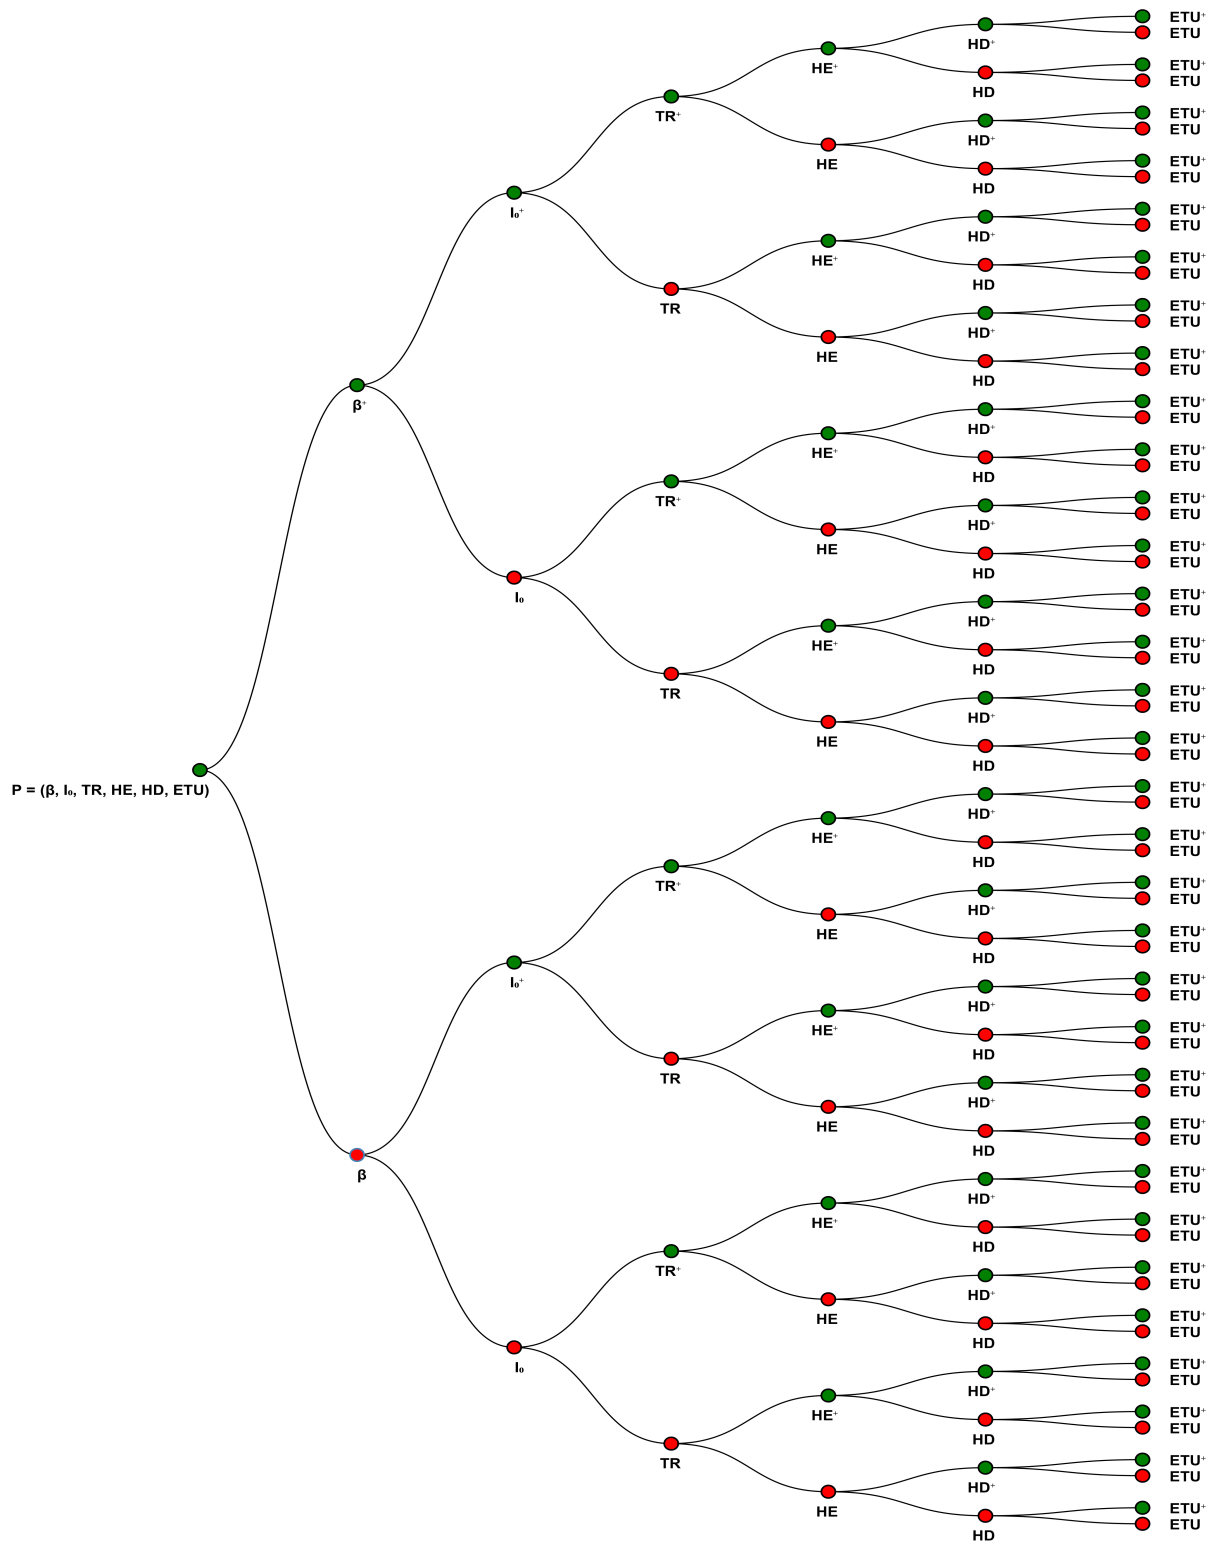 P = (β, I₀, TR, HE, HD, ETU)
β⁺
β
I₀⁺
I₀
I₀⁺
I₀
TR⁺
TR
TR⁺
TR
TR⁺
TR
TR⁺
TR
HE⁺
HE
HE⁺
HE
HE⁺
HE
HE⁺
HE
HE⁺
HE
HE⁺
HE
HE⁺
HE
HE⁺
HE
HD⁺
HD
HD⁺
HD
HD⁺
HD
HD⁺
HD
HD⁺
HD
HD⁺
HD
HD⁺
HD
HD⁺
HD
HD⁺
HD
HD⁺
HD
HD⁺
HD
HD⁺
HD
HD⁺
HD
HD⁺
HD
HD⁺
HD
HD⁺
HD
ETU⁺
ETU
ETU⁺
ETU
ETU⁺
ETU
ETU⁺
ETU
ETU⁺
ETU
ETU⁺
ETU
ETU⁺
ETU
ETU⁺
ETU
ETU⁺
ETU
ETU⁺
ETU
ETU⁺
ETU
ETU⁺
ETU
ETU⁺
ETU
ETU⁺
ETU
ETU⁺
ETU
ETU⁺
ETU
ETU⁺
ETU
ETU⁺
ETU
ETU⁺
ETU
ETU⁺
ETU
ETU⁺
ETU
ETU⁺
ETU
ETU⁺
ETU
ETU⁺
ETU
ETU⁺
ETU
ETU⁺
ETU
ETU⁺
ETU
ETU⁺
ETU
ETU⁺
ETU
ETU⁺
ETU
ETU⁺
ETU
ETU⁺
ETU